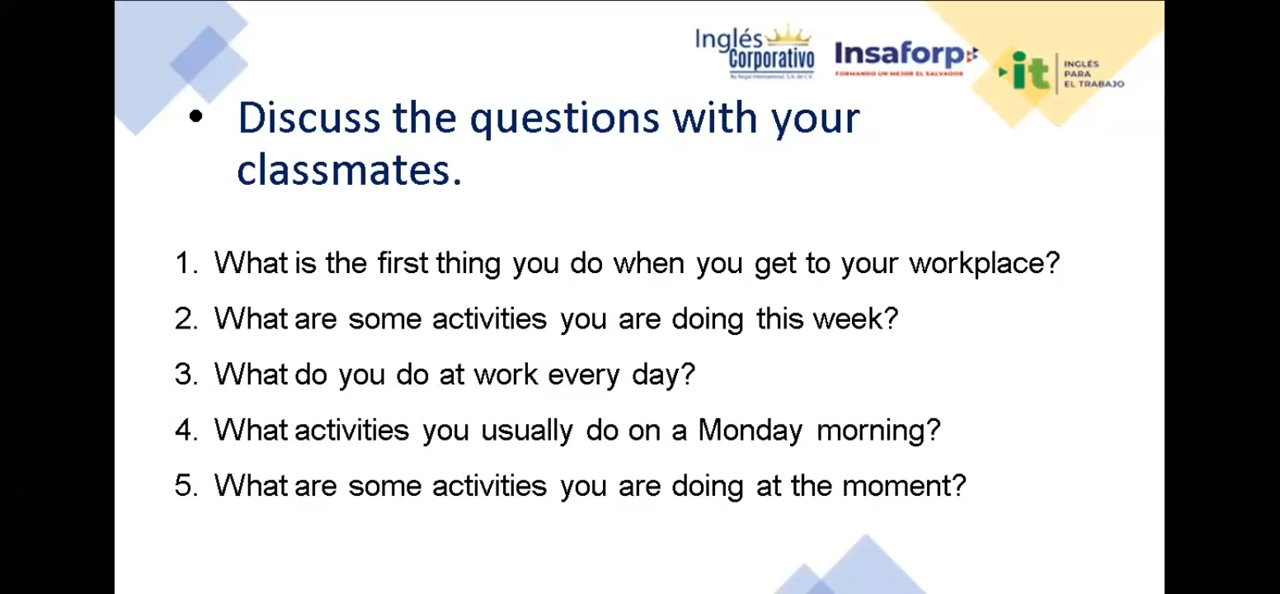 Inglés
Corporativo
Insaforp
FORMANDO UN MEJOR EL SALVADOR
it
INGLÉS
PARA
EL TRABAJO
• Discuss the questions with your
classmates.
1. What is the first thing you do when you get to your workplace?
2. What are some activities you are doing this week?
3. What do you do at work every day?
4. What activities you usually do on a Monday morning?
5. What are some activities you are doing at the moment?